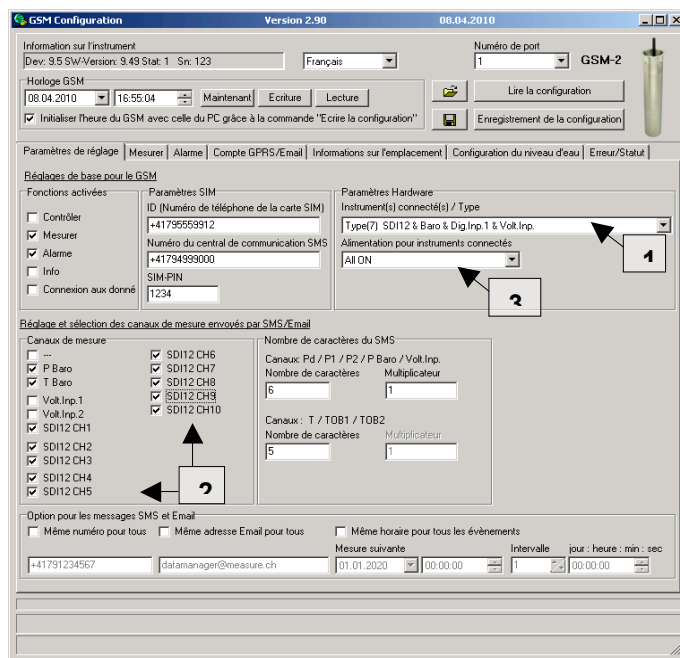 GSM Configuration Version 2.90 08.04.2010
Information sur l'instrument
Dev: 9.5 SW-Version: 9.49 Stat: 1 Sn: 123
Français
Numéro de port
1
GSM-2
Horloge GSM
08.04.2010 16:55:04 Maintenant Ecriture Lecture
Lire la configuration
Initialiser l'heure du GSM avec celle du PC grâce à la commande "Ecrire la configuration"
Enregistrement de la configuration
Paramètres de réglage Mesurer Alarme Compte GPRS/Email Informations sur l'emplacement Configuration du niveau d'eau Erreur/Statut
Réglages de base pour le GSM
Fonctions activées
Contrôler
Mesurer
Alarme
Info
Connexion aux donné
Paramètres SIM
ID (Numéro de téléphone de la carte SIM)
+41795559912
Numéro du central de communication SMS
+41794999000
SIM-PIN
1234
Paramètres Hardware
Instrument(s) connecté(s) / Type
Type(7) SDI12 & Baro & Dig.Inp.1 & Volt.Inp.
Alimentation pour instruments connectés
All ON
1
3
Réglage et sélection des canaux de mesure envoyés par SMS/Email
Canaux de mesure
---
P Baro
T Baro
Volt.Inp.1
Volt.Inp.2
SDI12 CH1
SDI12 CH2
SDI12 CH3
SDI12 CH4
SDI12 CH5
SDI12 CH6
SDI12 CH7
SDI12 CH8
SDI12 CH9
SDI12 CH10
2
Nombre de caractères du SMS
Canaux: Pd / P1 / P2 / P Baro / Volt.Inp.
Nombre de caractères Multiplicateur
6 1
Canaux : T / TOB1 / TOB2
Nombre de caractères Multiplicateur
5 1
Option pour les messages SMS et Email
Même numéro pour tous Même adresse Email pour tous Même horaire pour tous les évènements
Mesure suivante Intervalle jour : heure : min : sec
+41791234567 datamanager@measure.ch 01.01.2020 00:00:00 1 00:00:00